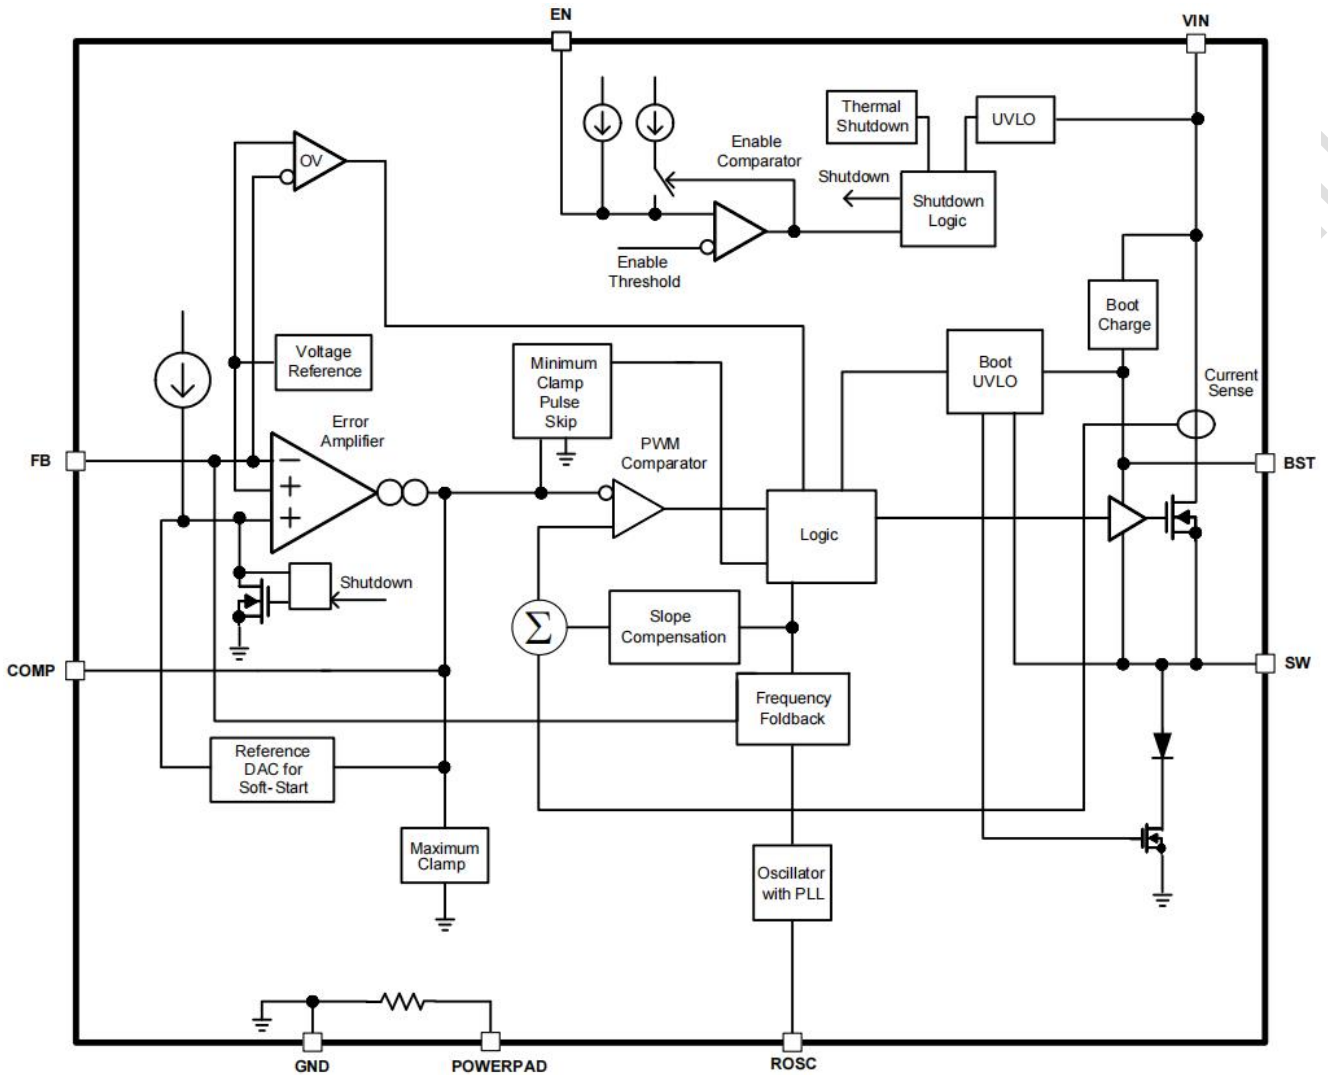 EN
VIN
Thermal
Shutdown
UVLO
OV
Enable
Comparator
Shutdown
Shutdown
Logic
Enable
Threshold
Boot
Charge
Voltage
Reference
Minimum
Clamp
Pulse
Skip
Boot
UVLO
Current
Sense
Error
Amplifier
PWM
Comparator
FB
BST
−
+
+
Logic
Shutdown
Σ
Slope
Compensation
COMP
SW
Frequency
Foldback
Reference
DAC for
Soft-Start
Maximum
Clamp
Oscillator
with PLL
GND
POWERPAD
ROSC